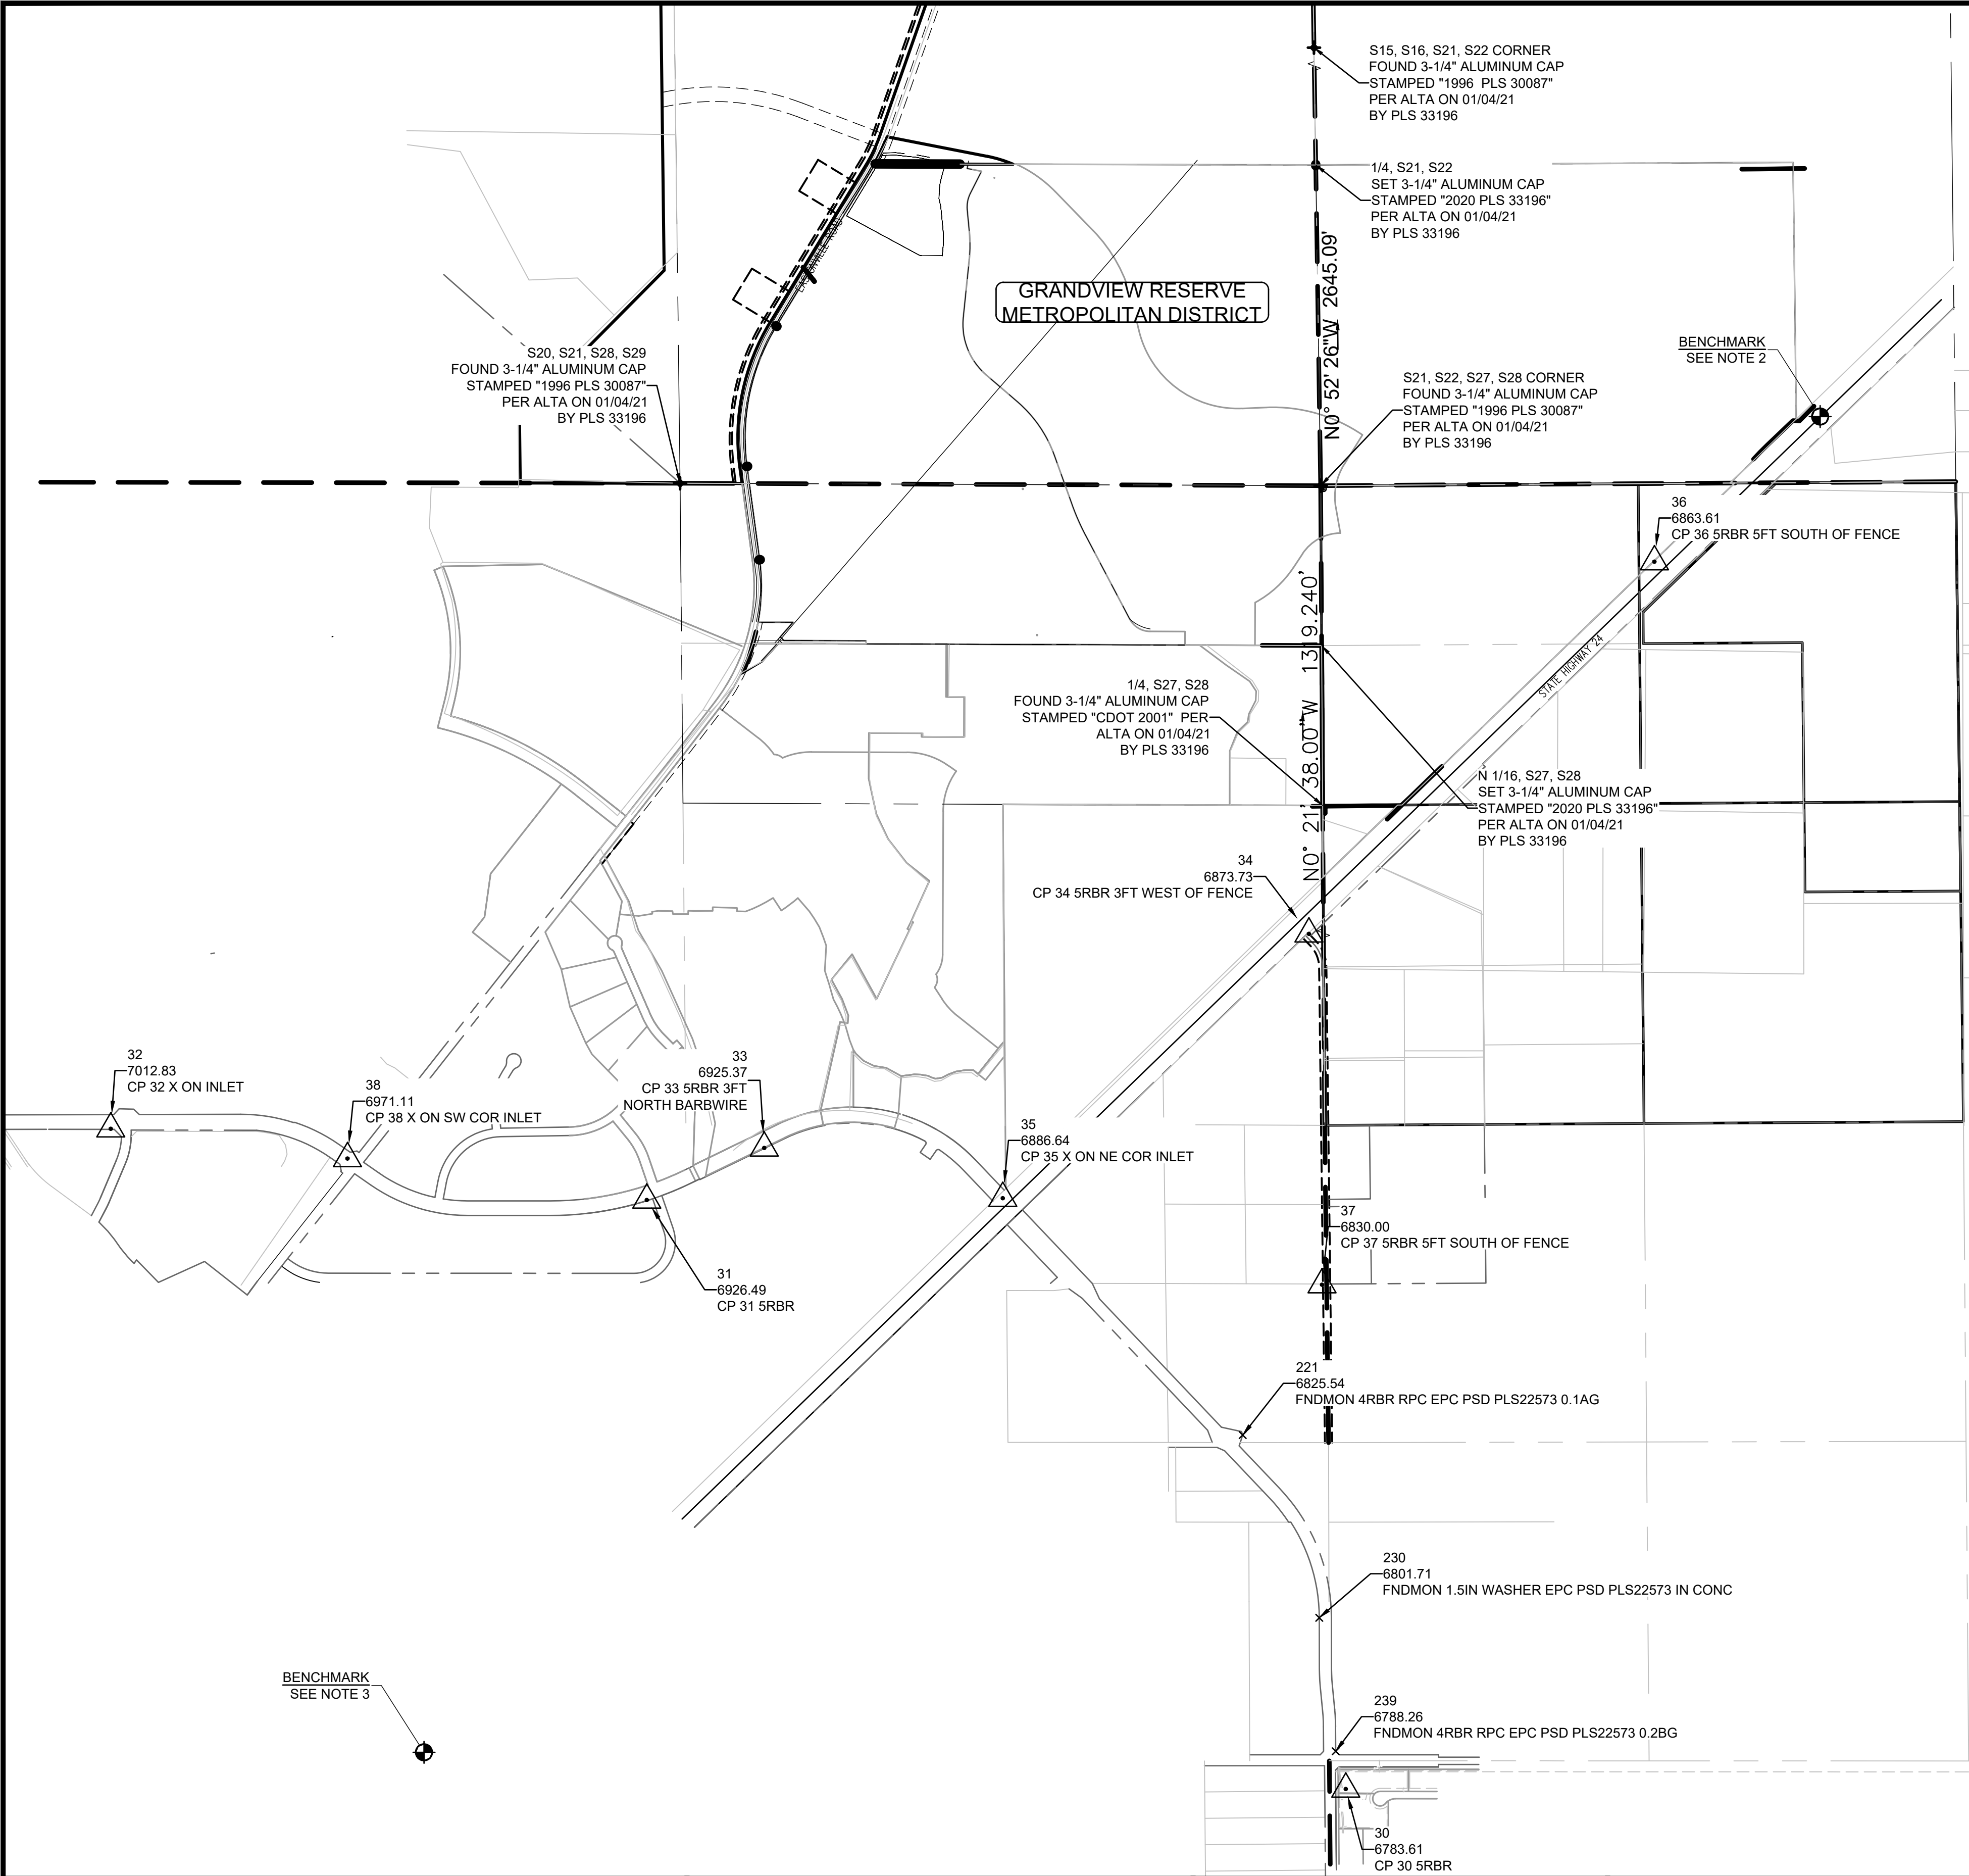 S15, S16, S21, S22 CORNER
FOUND 3-1/4" ALUMINUM CAP
STAMPED "1996 PLS 30087"
PER ALTA ON 01/04/21
BY PLS 33196
1/4, S21, S22
SET 3-1/4" ALUMINUM CAP
STAMPED "2020 PLS 33196"
PER ALTA ON 01/04/21
BY PLS 33196
N0° 52' 26"W 2645.09'
GRANDVIEW RESERVE
METROPOLITAN DISTRICT
BENCHMARK
SEE NOTE 2
S20, S21, S28, S29
FOUND 3-1/4" ALUMINUM CAP
STAMPED "1996 PLS 30087"
PER ALTA ON 01/04/21
BY PLS 33196
S21, S22, S27, S28 CORNER
FOUND 3-1/4" ALUMINUM CAP
STAMPED "1996 PLS 30087"
PER ALTA ON 01/04/21
BY PLS 33196
36
6863.61
CP 36 5RBR 5FT SOUTH OF FENCE
STATE HIGHWAY 24
N0° 21' 38.00"W 1319.240'
1/4, S27, S28
FOUND 3-1/4" ALUMINUM CAP
STAMPED "CDOT 2001" PER
ALTA ON 01/04/21
BY PLS 33196
N 1/16, S27, S28
SET 3-1/4" ALUMINUM CAP
STAMPED "2020 PLS 33196"
PER ALTA ON 01/04/21
BY PLS 33196
34
6873.73
CP 34 5RBR 3FT WEST OF FENCE
32
7012.83
CP 32 X ON INLET
38
6971.11
CP 38 X ON SW COR INLET
33
6925.37
CP 33 5RBR 3FT
NORTH BARBWIRE
35
6886.64
CP 35 X ON NE COR INLET
37
6830.00
CP 37 5RBR 5FT SOUTH OF FENCE
31
6926.49
CP 31 5RBR
221
6825.54
FNDMON 4RBR RPC EPC PSD PLS22573 0.1AG
230
6801.71
FNDMON 1.5IN WASHER EPC PSD PLS22573 IN CONC
BENCHMARK
SEE NOTE 3
239
6788.26
FNDMON 4RBR RPC EPC PSD PLS22573 0.2BG
30
6783.61
CP 30 5RBR